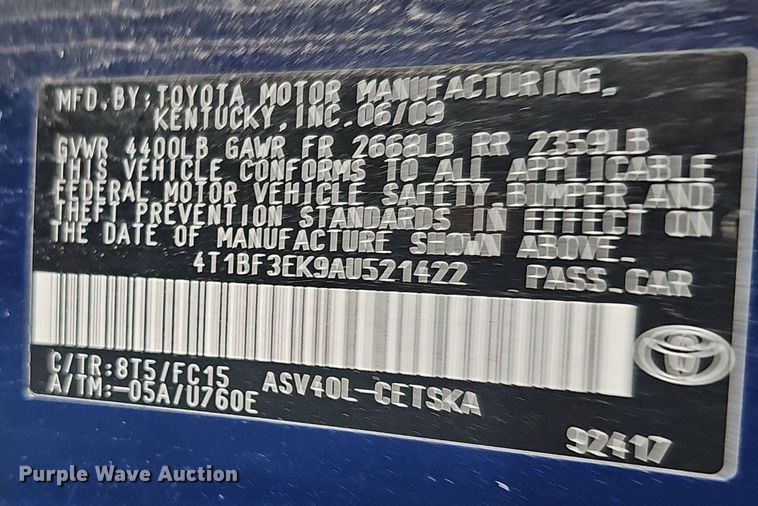 MFD. BY: TOYOTA MOTOR MANUFACTURING,
KENTUCKY, INC. 06/09
GVWR 4400LB GAWR FR 2668LB RR 2359LB
THIS VEHICLE CONFORMS TO ALL APPLICABLE
FEDERAL MOTOR VEHICLE SAFETY, BUMPER, AND
THEFT PREVENTION STANDARDS IN EFFECT ON
THE DATE OF MANUFACTURE SHOWN ABOVE.
4T1BF3EK9AU521422 PASS. CAR
C/TR: 8T5/FC15 ASV40L-CETSKA
A/TM: -05A/U760E
92417
Purple Wave Auction